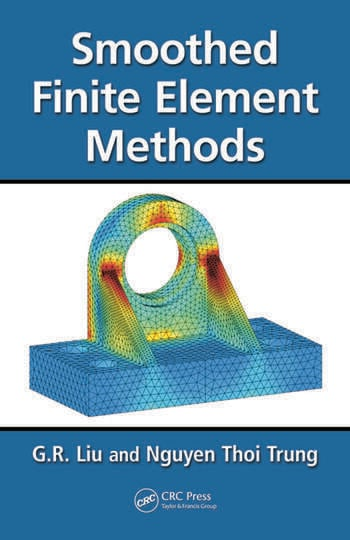 Smoothed
Finite Element
Methods
G.R. Liu and Nguyen Thoi Trung
CRC
CRC Press
Taylor & Francis Group